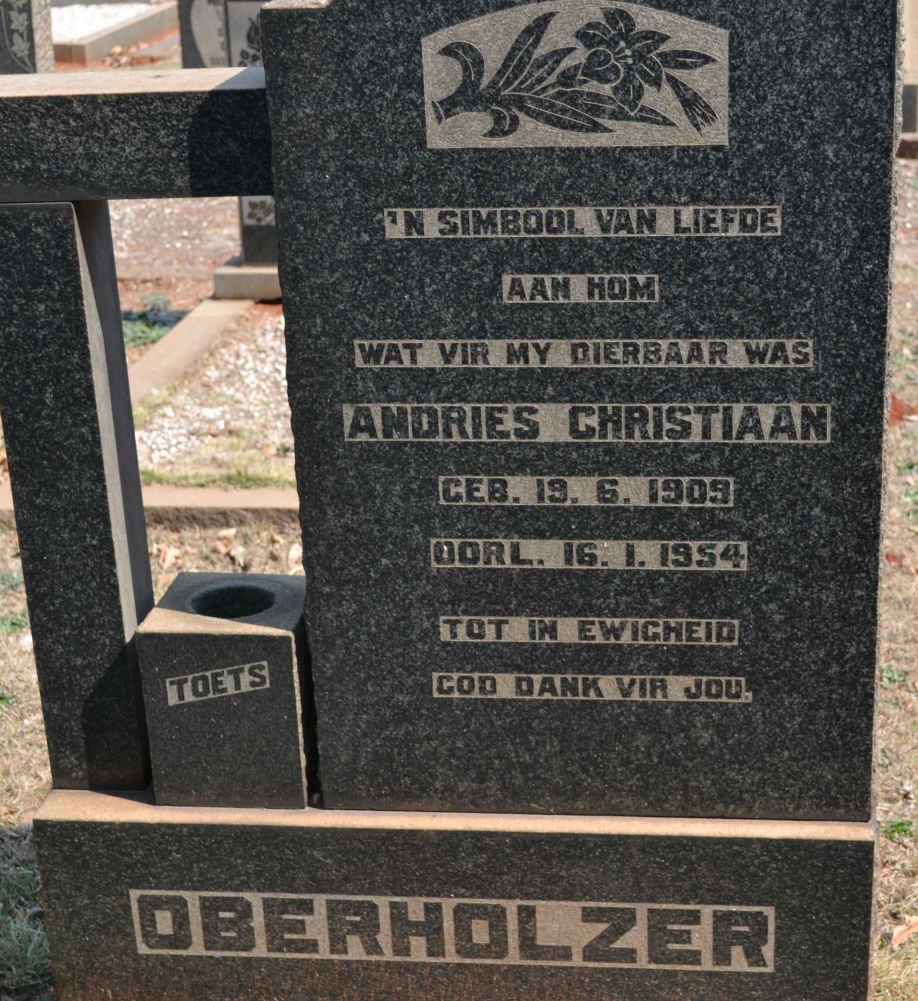 'N SIMBOOL VAN LIEFDE
AAN HOM
WAT VIR MY DIERBAAR WAS
ANDRIES CHRISTIAAN
GEB. 19. 6. 1909
OORL. 16. 1. 1954.
TOT IN EWIGHEID
GOD DANK VIR JOU.
TOETS
OBERHOLZER